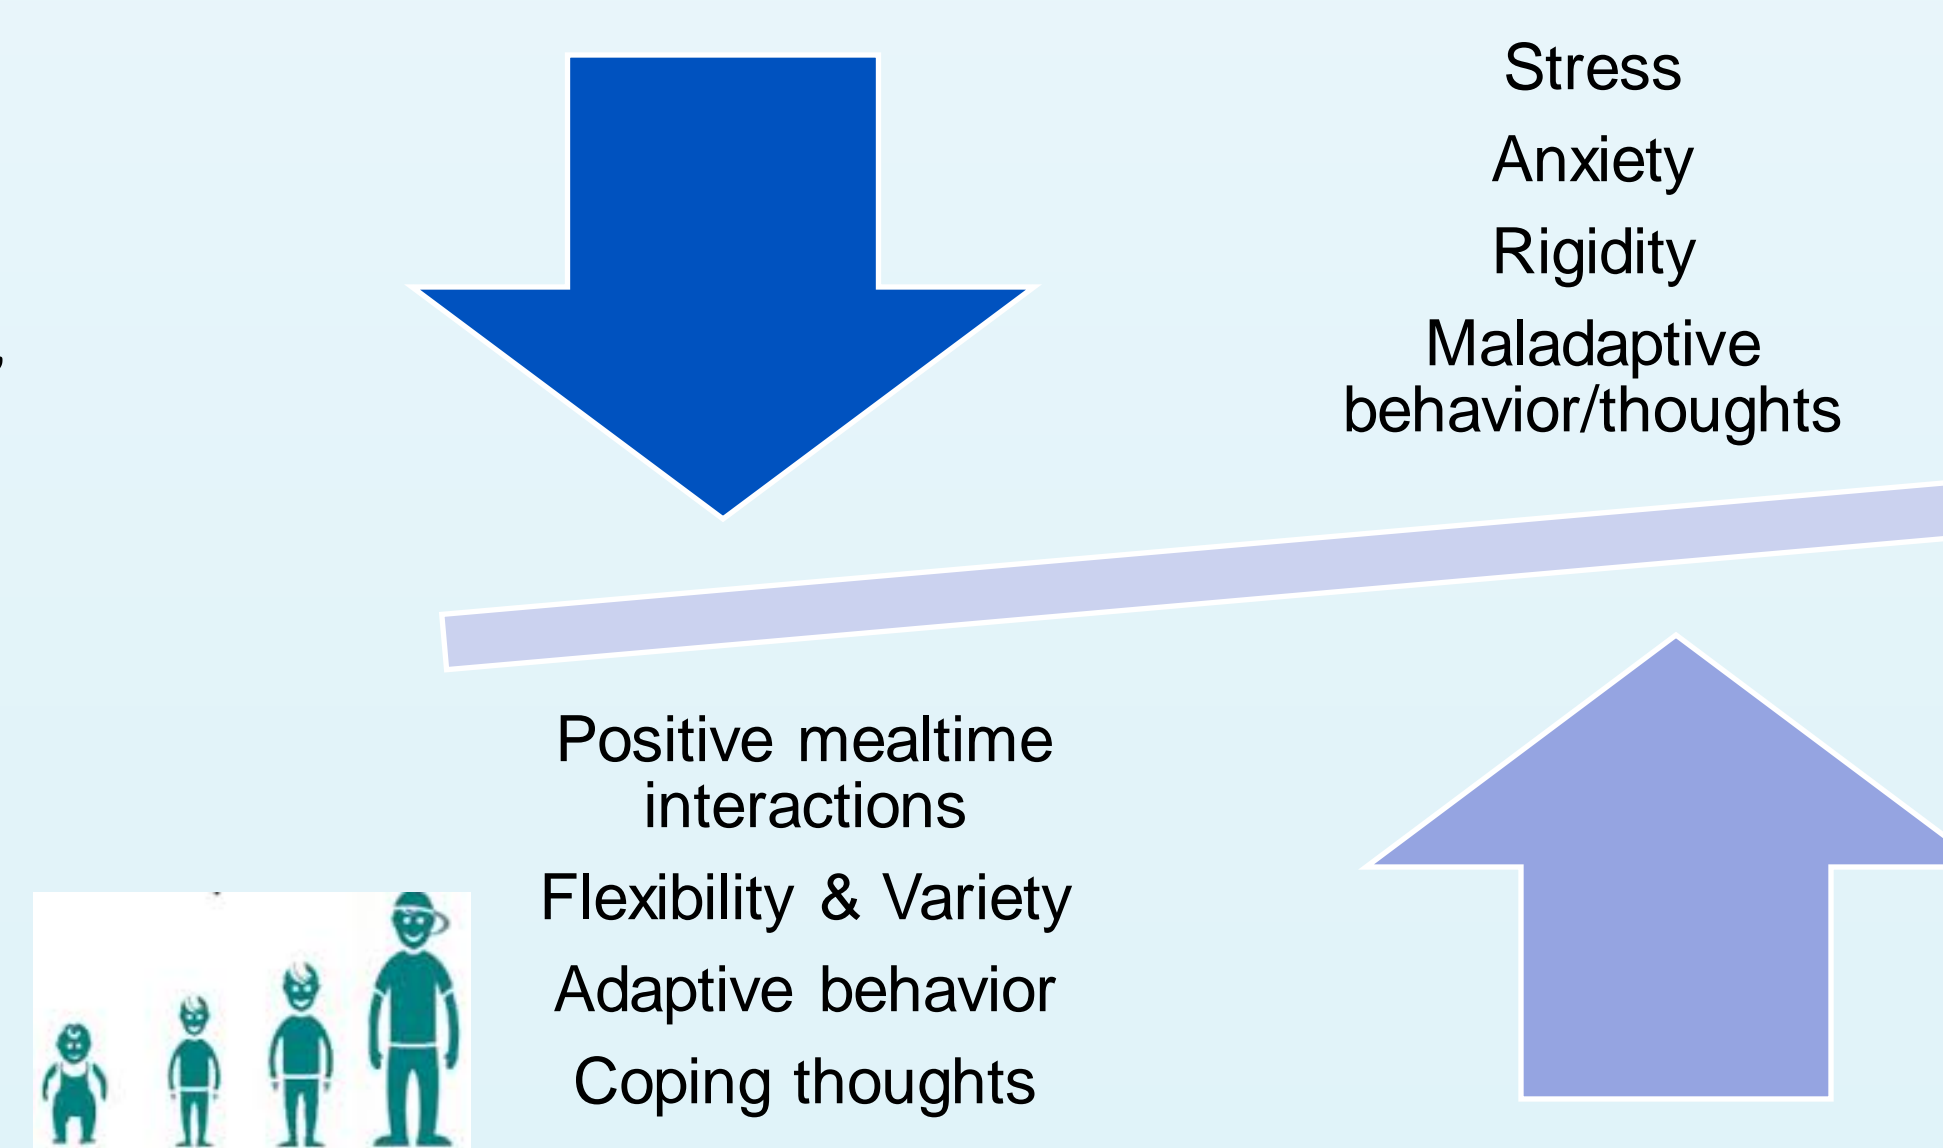 Stress
Anxiety
Rigidity
Maladaptive
behavior/thoughts
Positive mealtime
interactions
Flexibility & Variety
Adaptive behavior
Coping thoughts